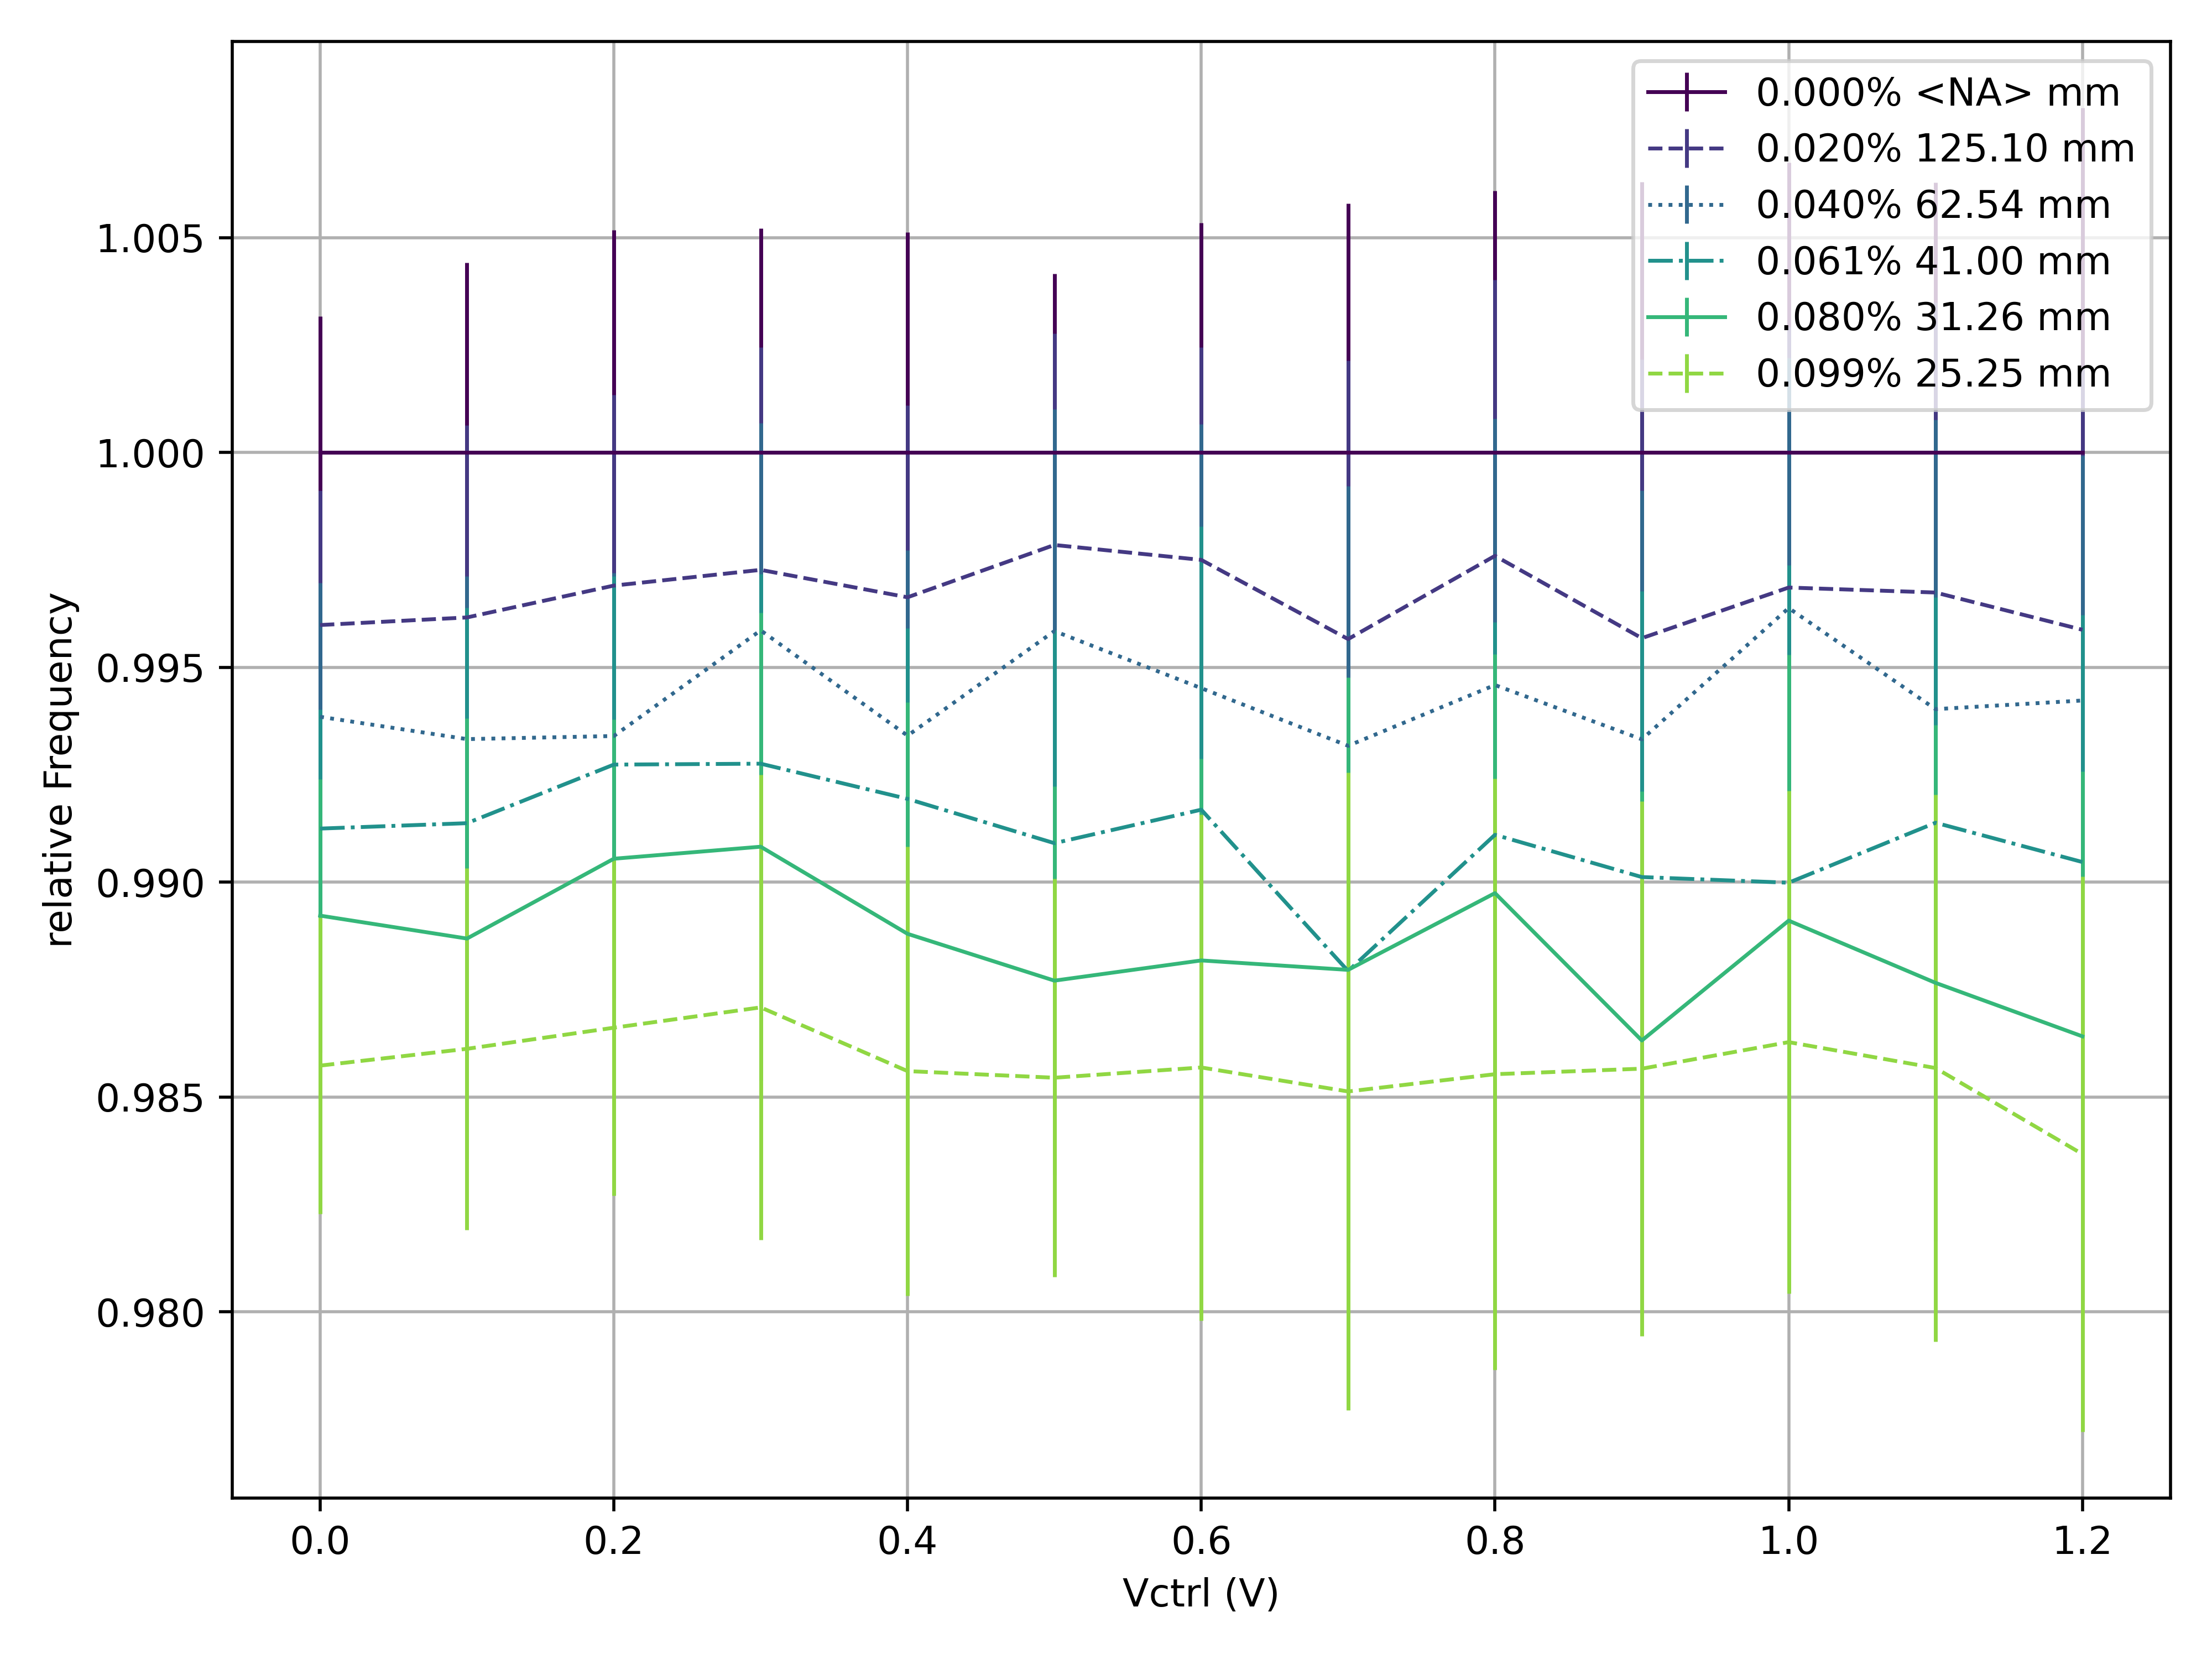 0.000% <NA> mm
0.020% 125.10 mm
0.040% 62.54 mm
0.061% 41.00 mm
0.080% 31.26 mm
0.099% 25.25 mm
1.005
1.000
0.995
0.990
0.985
0.980
relative Frequency
0.0 0.2 0.4 0.6 0.8 1.0 1.2
Vctrl (V)